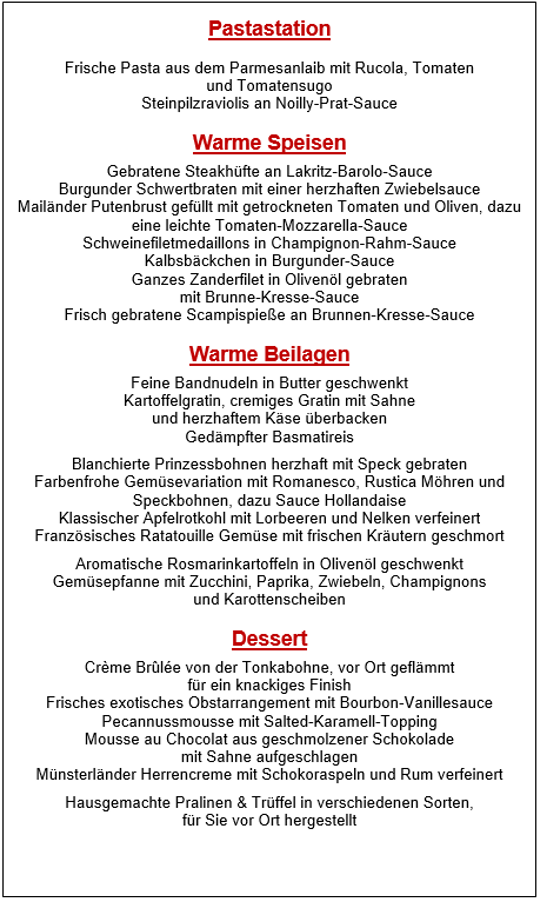 Pastastation
Frische Pasta aus dem Parmesanlaib mit Rucola, Tomaten
und Tomatensugo
Steinpilzraviolis an Noilly-Prat-Sauce
Warme Speisen
Gebratene Steakhüfte an Lakritz-Barolo-Sauce
Burgunder Schwertbraten mit einer herzhaften Zwiebelsauce
Mailänder Putenbrust gefüllt mit getrockneten Tomaten und Oliven, dazu
eine leichte Tomaten-Mozzarella-Sauce
Schweinefiletmedaillons in Champignon-Rahm-Sauce
Kalbsbäckchen in Burgunder-Sauce
Ganzes Zanderfilet in Olivenöl gebraten
mit Brunne-Kresse-Sauce
Frisch gebratene Scampispieße an Brunnen-Kresse-Sauce
Warme Beilagen
Feine Bandnudeln in Butter geschwenkt
Kartoffelgratin, cremiges Gratin mit Sahne
und herzhaftem Käse überbacken
Gedämpfter Basmatireis
Blanchierte Prinzessbohnen herzhaft mit Speck gebraten
Farbenfrohe Gemüsevariation mit Romanesco, Rustica Möhren und
Speckbohnen, dazu Sauce Hollandaise
Klassischer Apfelrotkohl mit Lorbeeren und Nelken verfeinert
Französisches Ratatouille Gemüse mit frischen Kräutern geschmort
Aromatische Rosmarinkartoffeln in Olivenöl geschwenkt
Gemüsepfanne mit Zucchini, Paprika, Zwiebeln, Champignons
und Karottenscheiben
Dessert
Crème Brûlée von der Tonkabohne, vor Ort geflämmt
für ein knackiges Finish
Frisches exotisches Obstarrangement mit Bourbon-Vanillesauce
Pecannussmousse mit Salted-Karamell-Topping
Mousse au Chocolat aus geschmolzener Schokolade
mit Sahne aufgeschlagen
Münsterländer Herrencreme mit Schokoraspeln und Rum verfeinert
Hausgemachte Pralinen & Trüffel in verschiedenen Sorten,
für Sie vor Ort hergestellt